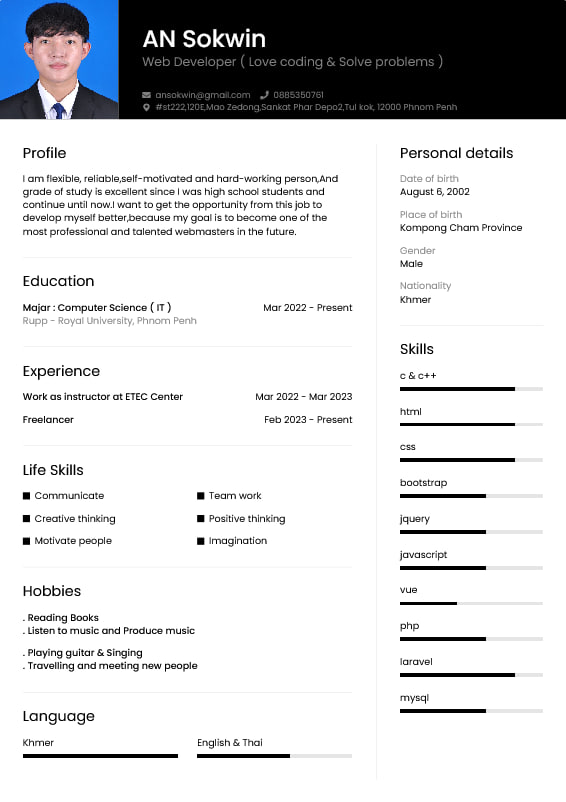 AN Sokwin
Web Developer ( Love coding & Solve problems )
ansokwin@gmail.com 0885350761
#st222,120E,Mao Zedong,Sankat Phar Depo2,Tul kok, 12000 Phnom Penh
Profile
I am flexible, reliable,self-motivated and hard-working person,And
grade of study is excellent since I was high school students and
continue until now.I want to get the opportunity from this job to
develop myself better,because my goal is to become one of the
most professional and talented webmasters in the future.
Education
Majar : Computer Science ( IT ) Mar 2022 - Present
Rupp - Royal University, Phnom Penh
Experience
Work as instructor at ETEC Center Mar 2022 - Mar 2023
Freelancer Feb 2023 - Present
Life Skills
Communicate Team work
Creative thinking Positive thinking
Motivate people Imagination
Hobbies
. Reading Books
. Listen to music and Produce music
. Playing guitar & Singing
. Travelling and meeting new people
Language
Khmer English & Thai
Personal details
Date of birth
August 6, 2002
Place of birth
Kompong Cham Province
Gender
Male
Nationality
Khmer
Skills
c & c++
html
css
bootstrap
jquery
javascript
vue
php
laravel
mysql